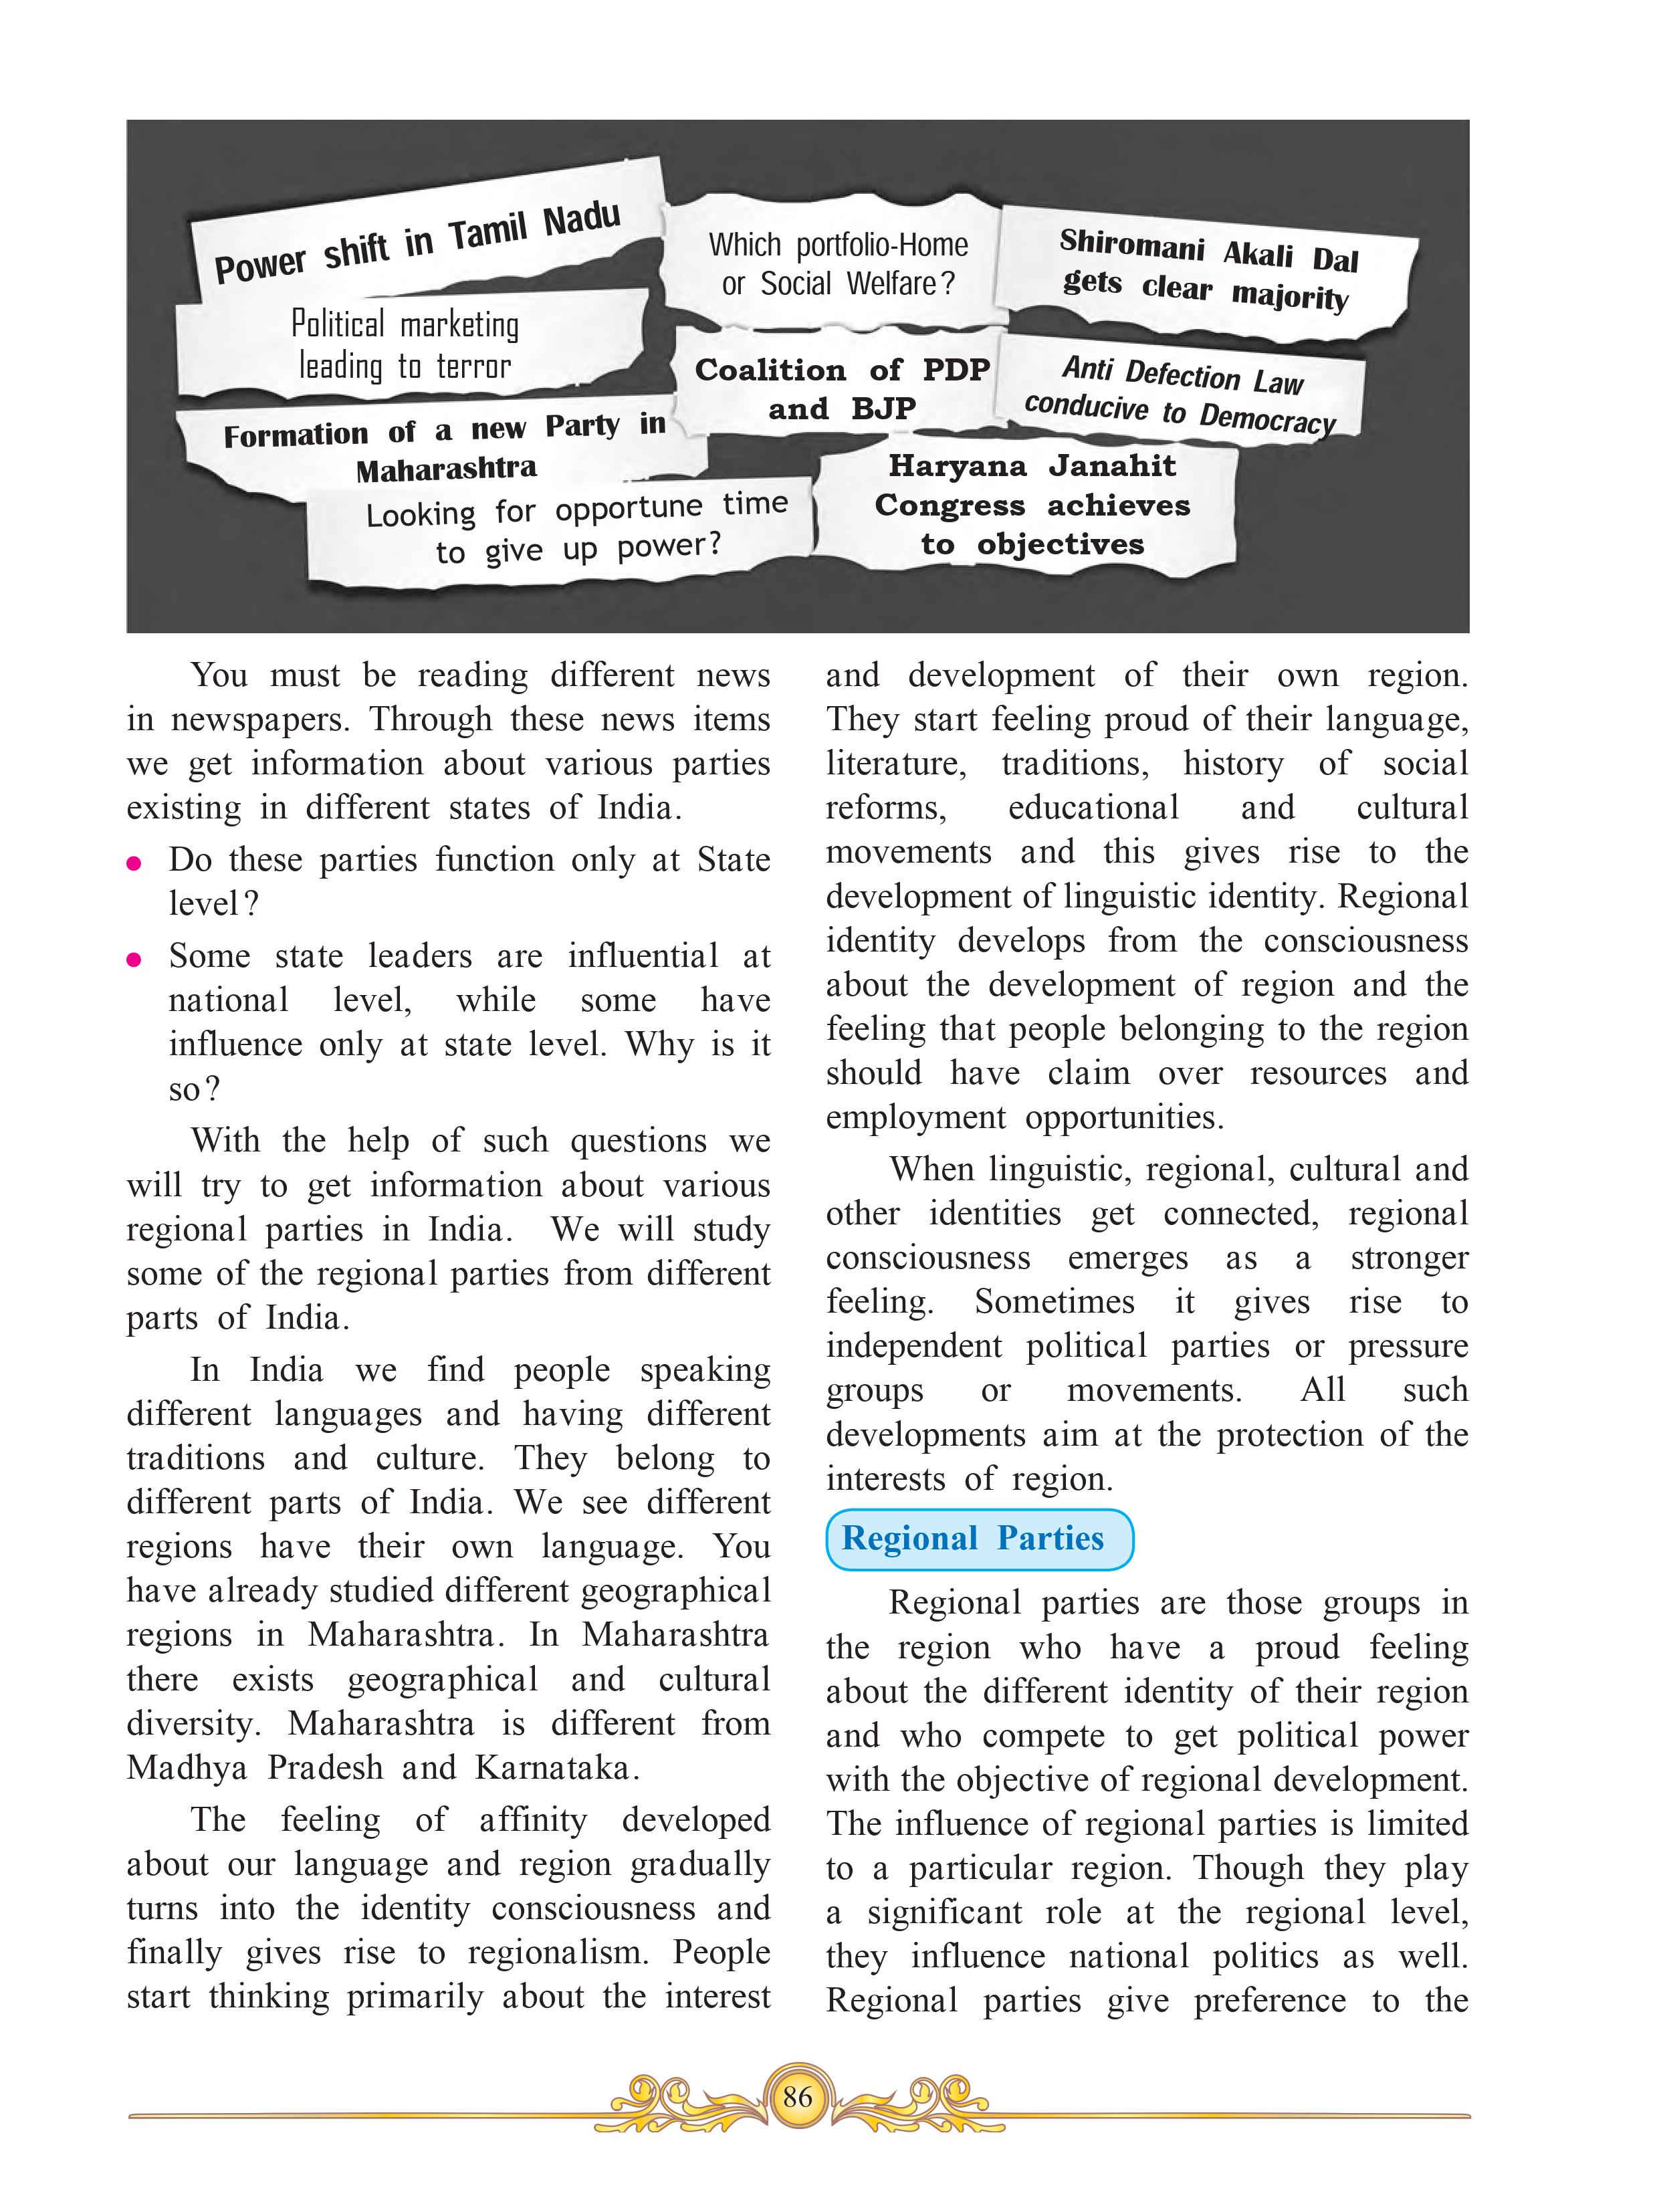 Power shift in Tamil Nadu
Which portfolio-Home
or Social Welfare?
Shiromani Akali Dal
gets clear majority
Political marketing
leading to terror
Coalition of PDP
and BJP
Anti Defection Law
conducive to Democracy
Formation of a new Party in
Maharashtra
Haryana Janahit
Congress achieves
to objectives
Looking for opportune time
to give up power?
You must be reading different news
in newspapers. Through these news items
we get information about various parties
existing in different states of India.
● Do these parties function only at State
level?
● Some state leaders are influential at
national level, while some have
influence only at state level. Why is it
so?
With the help of such questions we
will try to get information about various
regional parties in India. We will study
some of the regional parties from different
parts of India.
In India we find people speaking
different languages and having different
traditions and culture. They belong to
different parts of India. We see different
regions have their own language. You
have already studied different geographical
regions in Maharashtra. In Maharashtra
there exists geographical and cultural
diversity. Maharashtra is different from
Madhya Pradesh and Karnataka.
The feeling of affinity developed
about our language and region gradually
turns into the identity consciousness and
finally gives rise to regionalism. People
start thinking primarily about the interest
and development of their own region.
They start feeling proud of their language,
literature, traditions, history of social
reforms, educational and cultural
movements and this gives rise to the
development of linguistic identity. Regional
identity develops from the consciousness
about the development of region and the
feeling that people belonging to the region
should have claim over resources and
employment opportunities.
When linguistic, regional, cultural and
other identities get connected, regional
consciousness emerges as a stronger
feeling. Sometimes it gives rise to
independent political parties or pressure
groups or movements. All such
developments aim at the protection of the
interests of region.
Regional Parties
Regional parties are those groups in
the region who have a proud feeling
about the different identity of their region
and who compete to get political power
with the objective of regional development.
The influence of regional parties is limited
to a particular region. Though they play
a significant role at the regional level,
they influence national politics as well.
Regional parties give preference to the
86